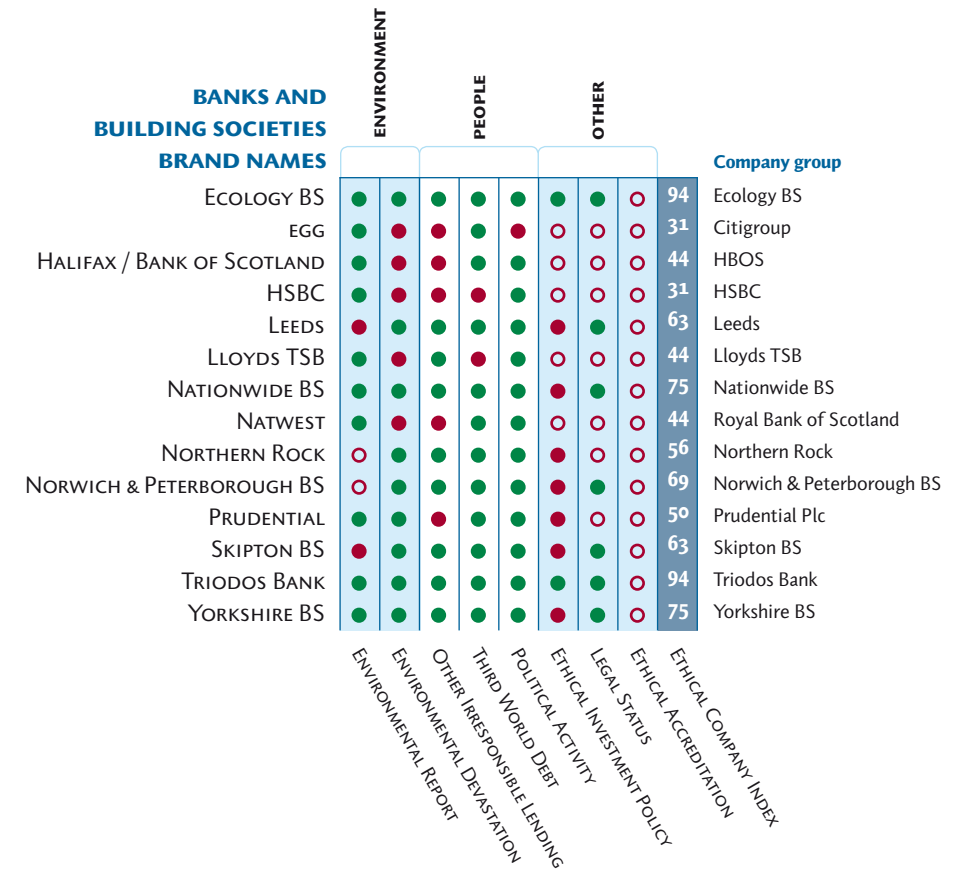 ENVIRONMENT
PEOPLE
OTHER
BANKS AND
BUILDING SOCIETIES
BRAND NAMES
Company group
ECOLOGY BS 94 Ecology BS
EGG 31 Citigroup
HALIFAX / BANK OF SCOTLAND 44 HBOS
HSBC 31 HSBC
LEEDS 63 Leeds
LLOYDS TSB 44 Lloyds TSB
NATIONWIDE BS 75 Nationwide BS
NATWEST 44 Royal Bank of Scotland
NORTHERN ROCK 56 Northern Rock
NORWICH & PETERBOROUGH BS 69 Norwich & Peterborough BS
PRUDENTIAL 50 Prudential Plc
SKIPTON BS 63 Skipton BS
TRIODOS BANK 94 Triodos Bank
YORKSHIRE BS 75 Yorkshire BS
ENVIRONMENTAL REPORT
ENVIRONMENTAL DEVASTATION
OTHER IRRESPONSIBLE LENDING
THIRD WORLD DEBT
POLITICAL ACTIVITY
ETHICAL INVESTMENT POLICY
LEGAL STATUS
ETHICAL ACCREDITATION
ETHICAL COMPANY INDEX